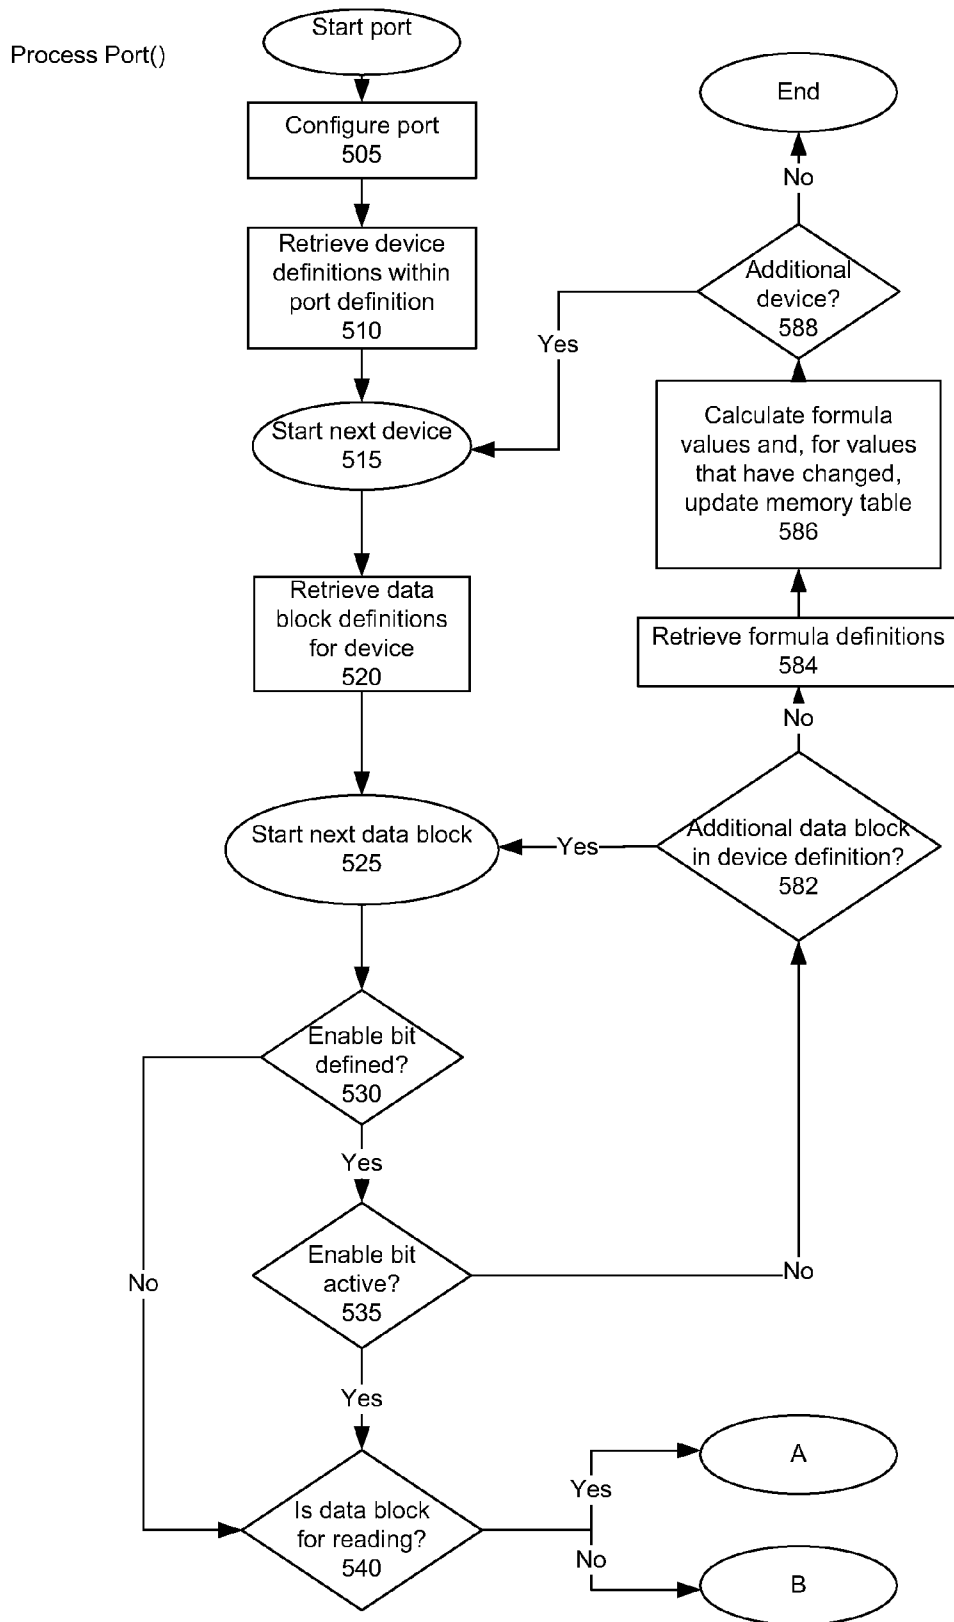 Process Port()
Start port
Configure port
505
Retrieve device
definitions within
port definition
510
Start next device
515
Retrieve data
block definitions
for device
520
Start next data block
525
Enable bit
defined?
530
Yes
No
Enable bit
active?
535
No
Yes
Is data block
for reading?
540
Yes
No
A
B
Additional data block
in device definition?
582
Yes
No
Retrieve formula definitions
584
Calculate formula
values and, for values
that have changed,
update memory table
586
Additional
device?
588
Yes
No
End